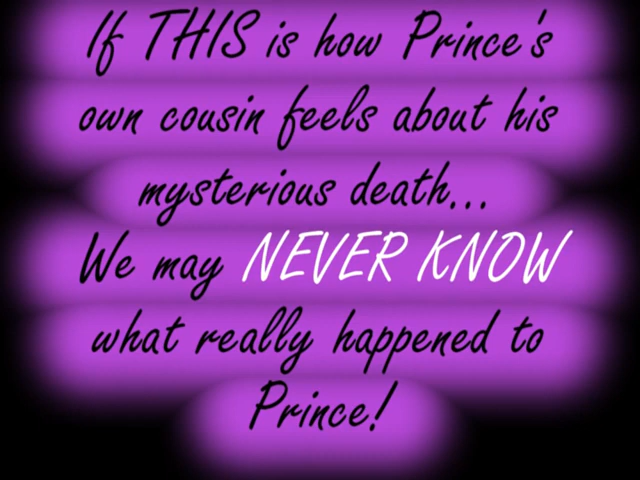 If THIS is how Prince's
own cousin feels about his
mysterious death...
We may NEVER KNOW
what really happened to
Prince!